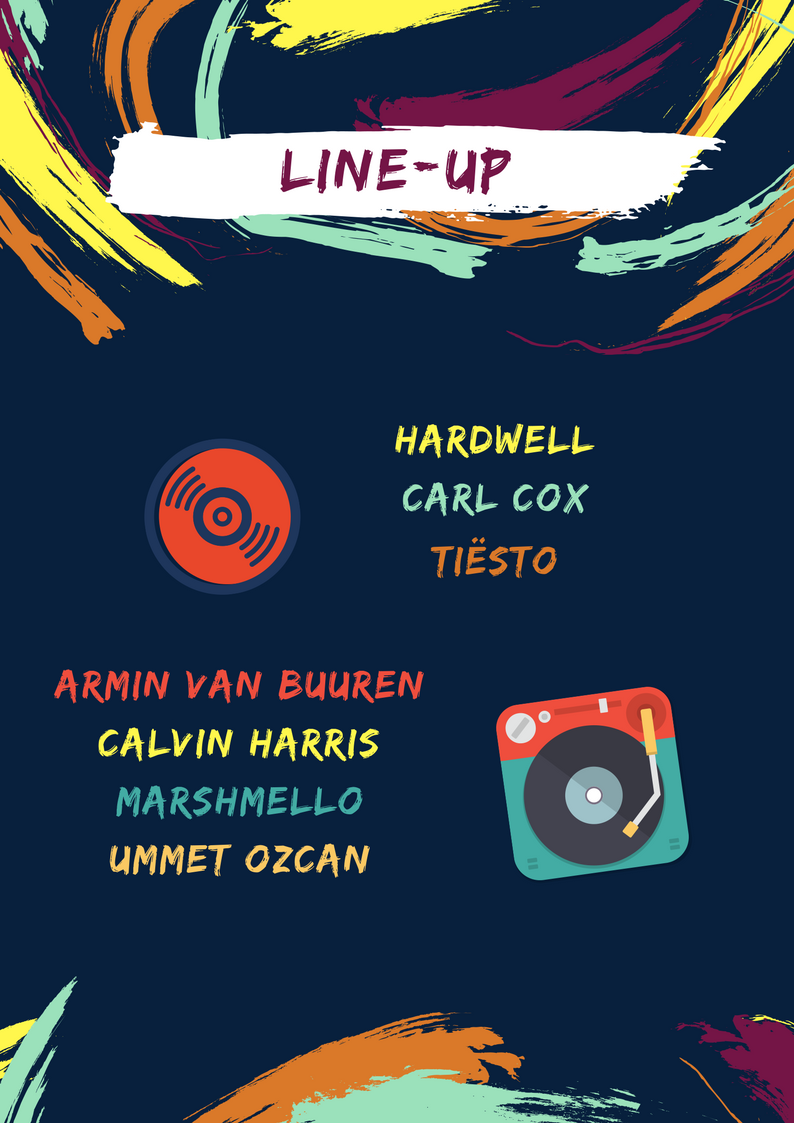 LINE-UP
HARDWELL
CARL COX
TIËSTO
ARMIN VAN BUUREN
CALVIN HARRIS
MARSHMELLO
UMMET OZCAN